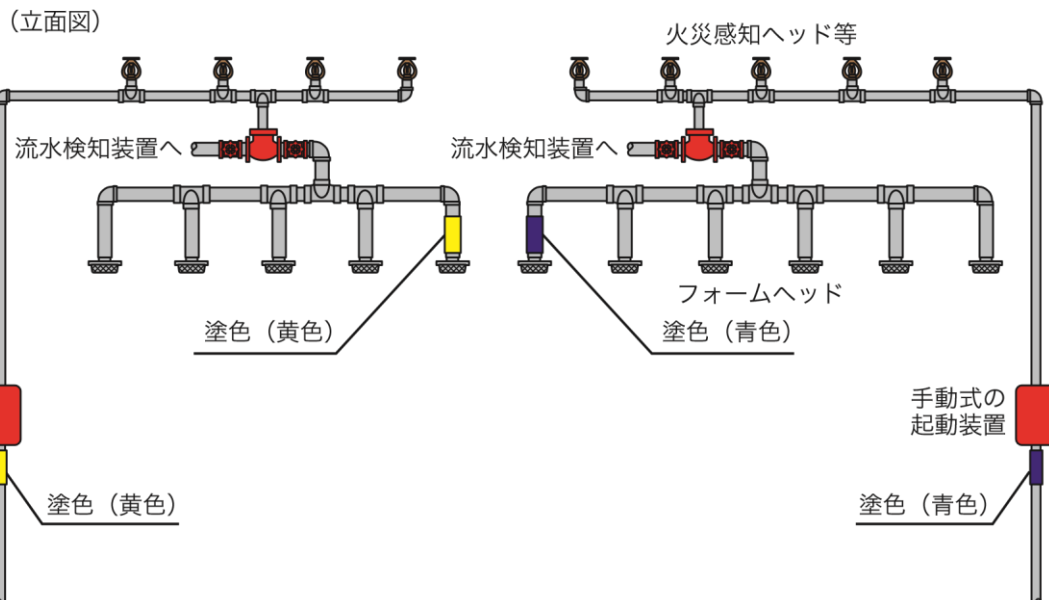 （立面図）
火災感知ヘッド等
流水検知装置へ
流水検知装置へ
フォームヘッド
塗色（黄色）
塗色（青色）
手動式の
起動装置
塗色（黄色）
塗色（青色）